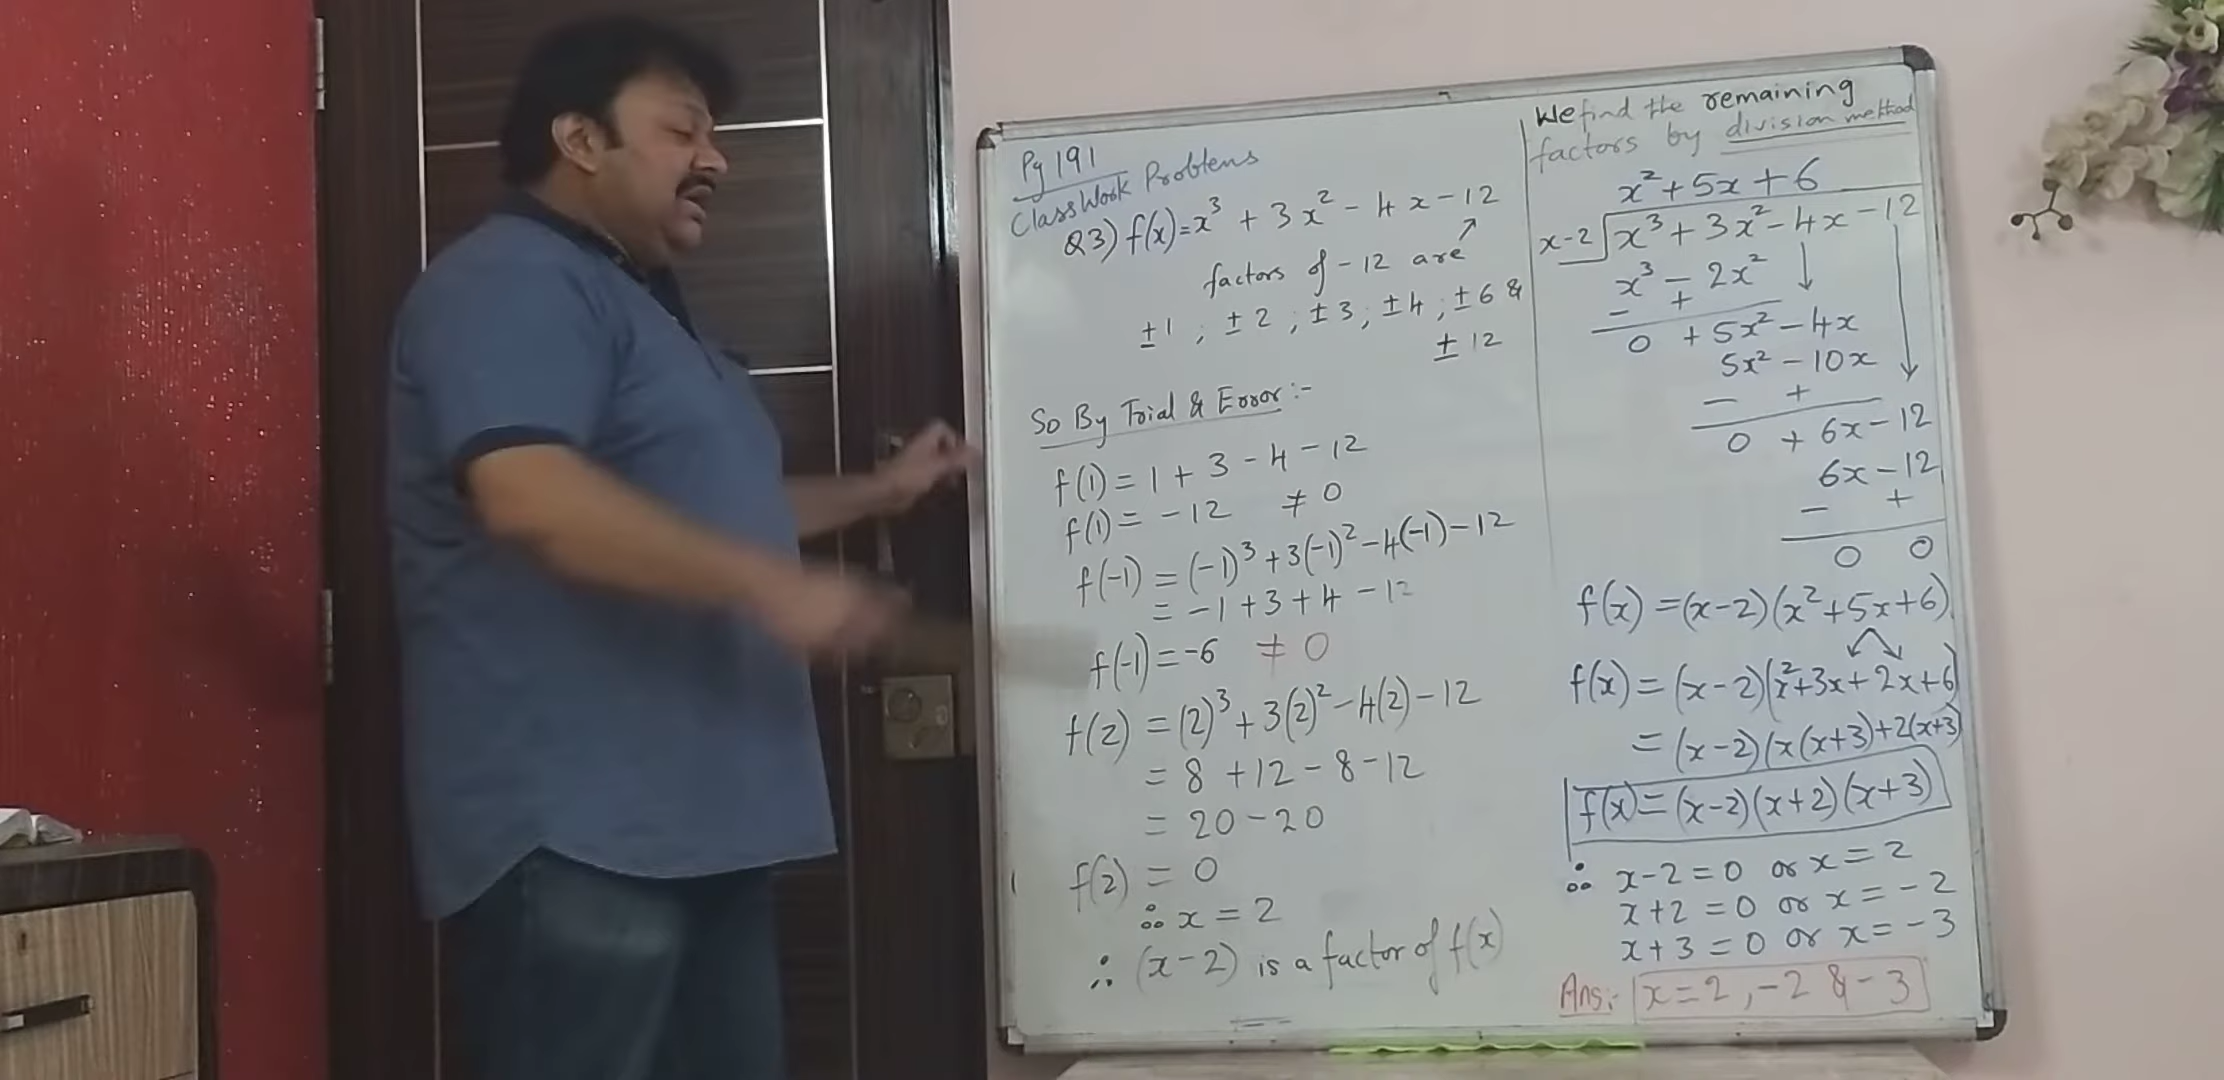 Pg 191
ClassWork Problems
Q3) f(x)=x³ + 3x² - 4x - 12
factors of -12 are
±1 ; ±2 ; ±3 ; ±4 ; ±6 &
±12
So By Trial & Error:-
f(1) = 1 + 3 - 4 - 12
f(1) = -12 ≠ 0
f(-1) = (-1)³ + 3(-1)² - 4(-1) - 12
= -1 + 3 + 4 - 12
f(-1) = -6 ≠ 0
f(2) = (2)³ + 3(2)² - 4(2) - 12
= 8 + 12 - 8 - 12
= 20 - 20
f(2) = 0
∴ x = 2
∴ (x-2) is a factor of f(x)
We find the remaining
factors by division method
x² + 5x + 6
x-2 ) x³ + 3x² - 4x - 12
x³ - 2x²
- +
0 + 5x² - 4x
5x² - 10x
- +
0 + 6x - 12
6x - 12
- +
0 0
f(x) = (x-2)(x²+5x+6)
f(x) = (x-2)(x²+3x+2x+6)
= (x-2)(x(x+3)+2(x+3)
f(x) = (x-2)(x+2)(x+3)
∴ x-2 = 0 or x = 2
x+2 = 0 or x = -2
x+3 = 0 or x = -3
Ans:- x = 2, -2 & -3